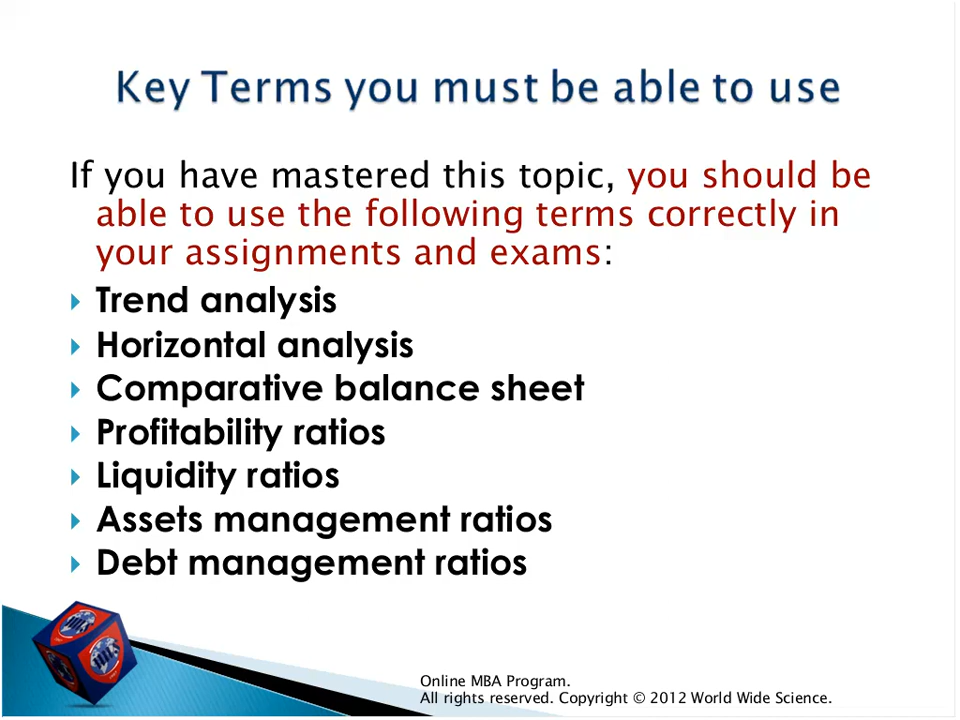 Key Terms you must be able to use
If you have mastered this topic, you should be
able to use the following terms correctly in
your assignments and exams:
Trend analysis
Horizontal analysis
Comparative balance sheet
Profitability ratios
Liquidity ratios
Assets management ratios
Debt management ratios
Online MBA Program.
All rights reserved. Copyright © 2012 World Wide Science.